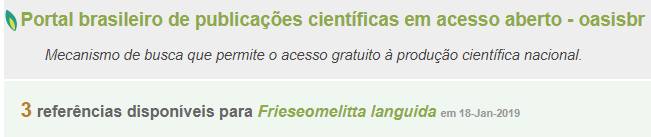 Portal brasileiro de publicações científicas em acesso aberto - oasisbr
Mecanismo de busca que permite o acesso gratuito à produção científica nacional.
3 referências disponíveis para Frieseomelitta languida em 18-Jan-2019